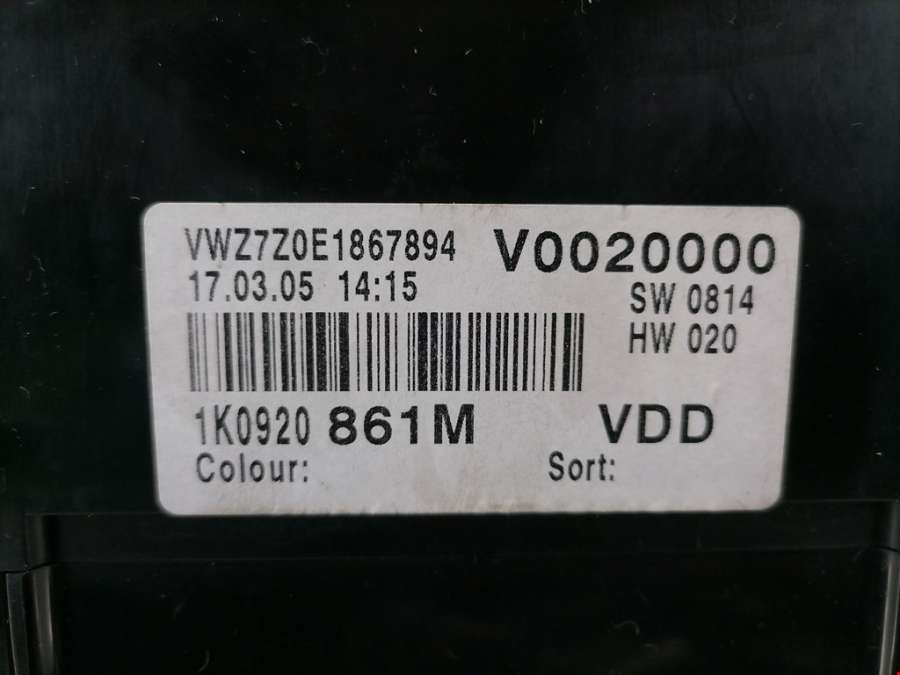 VWZ7Z0E1867894 V0020000
17.03.05 14:15 SW 0814
HW 020
1K0920 861M VDD
Colour: Sort: